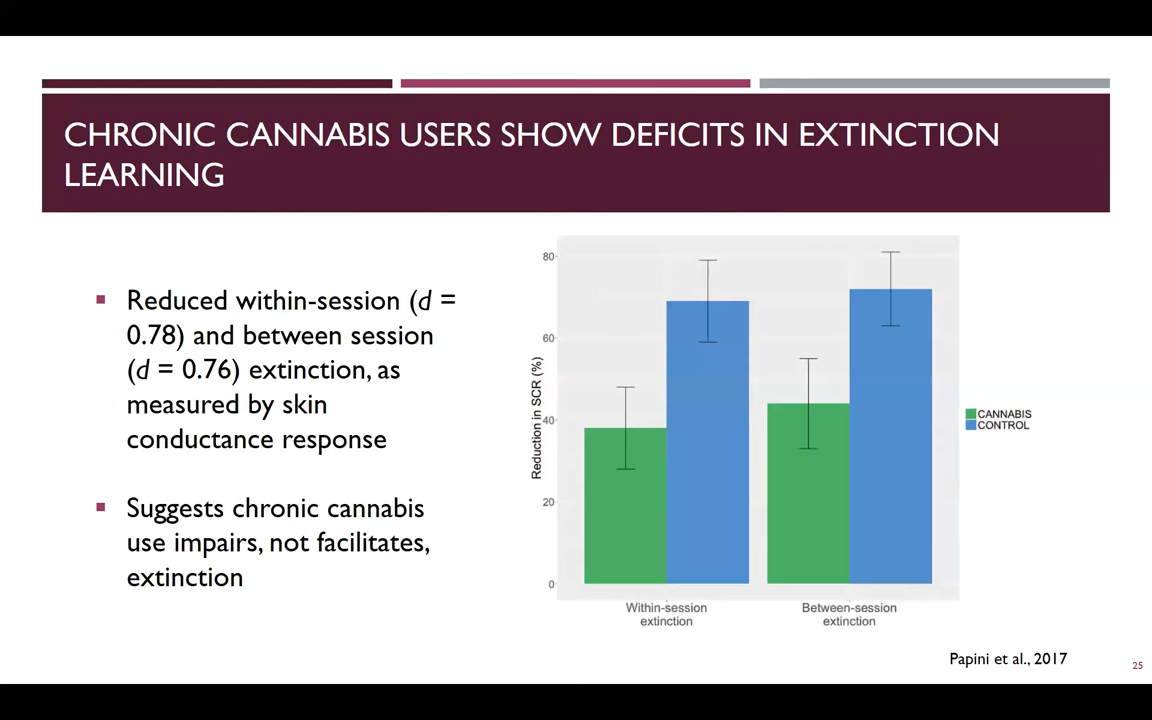 CHRONIC CANNABIS USERS SHOW DEFICITS IN EXTINCTION
LEARNING
▪ Reduced within-session (d =
0.78) and between session
(d = 0.76) extinction, as
measured by skin
conductance response
▪ Suggests chronic cannabis
use impairs, not facilitates,
extinction
Reduction in SCR (%)
80
60
40
20
0
Within-session
extinction
Between-session
extinction
CANNABIS
CONTROL
Papini et al., 2017
25